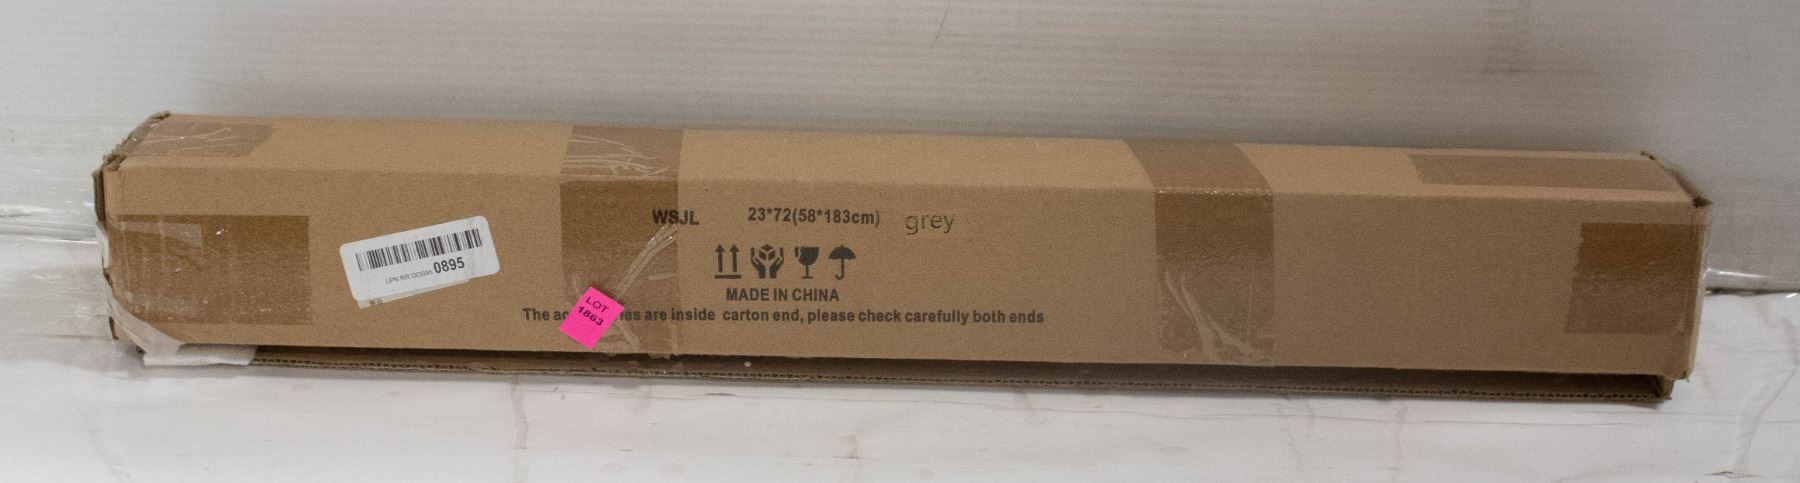 WSJL 23*72(58*183cm) grey
MADE IN CHINA
The ac ies are inside carton end, please check carefully both ends
LOT
1863
0895